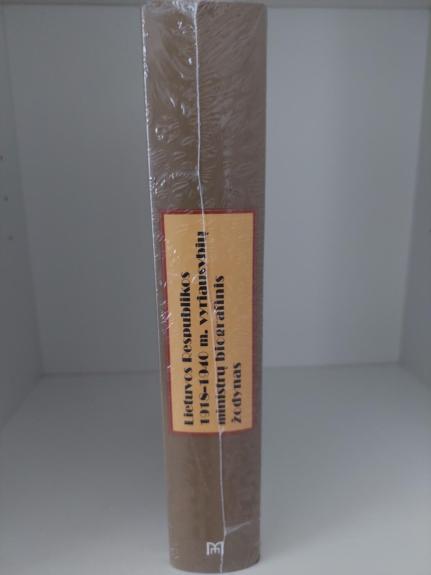 Lietuvos Respublikos
1918-1940 m. vyriausybių
ministrų biografinis
žodynas